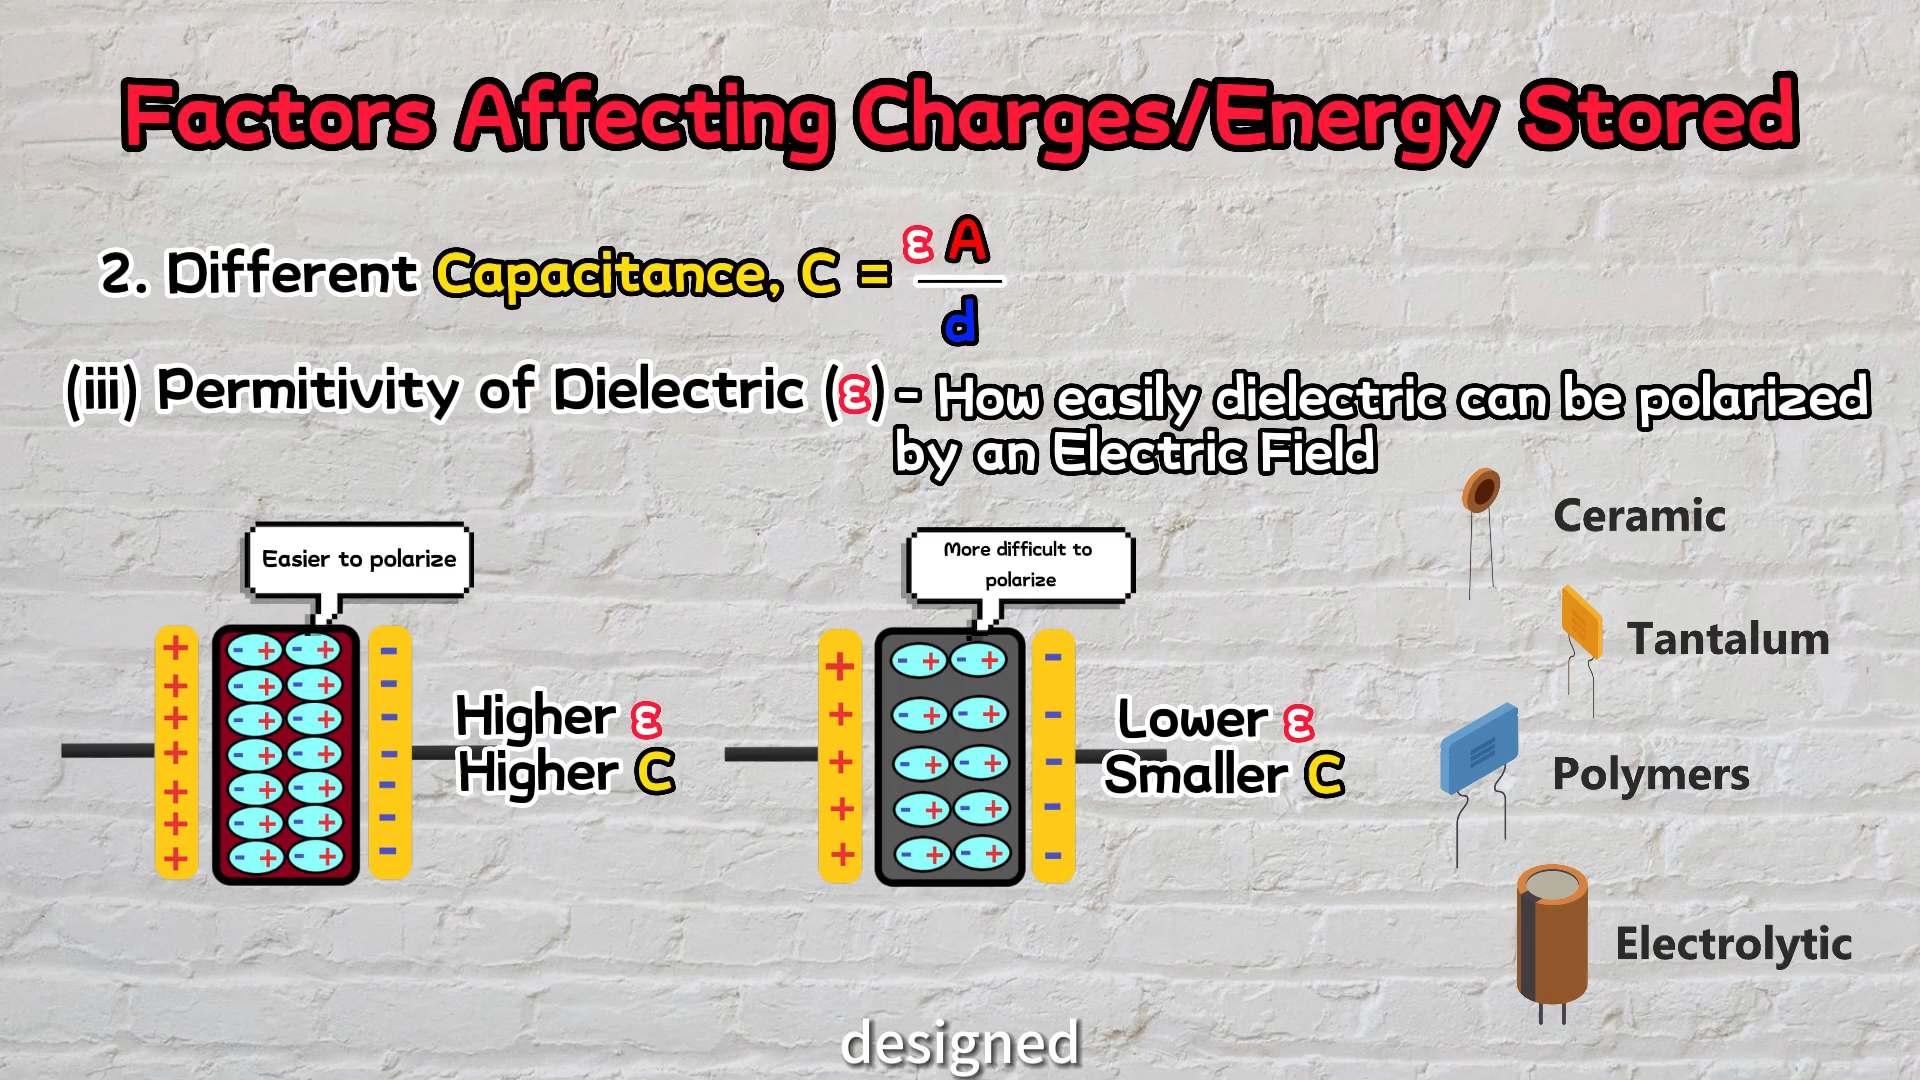 Factors Affecting Charges/Energy Stored
2. Different Capacitance, C = ε A
d
(iii) Permitivity of Dielectric (ε) - How easily dielectric can be polarized
by an Electric Field
Ceramic
Easier to polarize
More difficult to
polarize
Tantalum
Higher ε
Higher C
Lower ε
Smaller C
Polymers
Electrolytic
designed